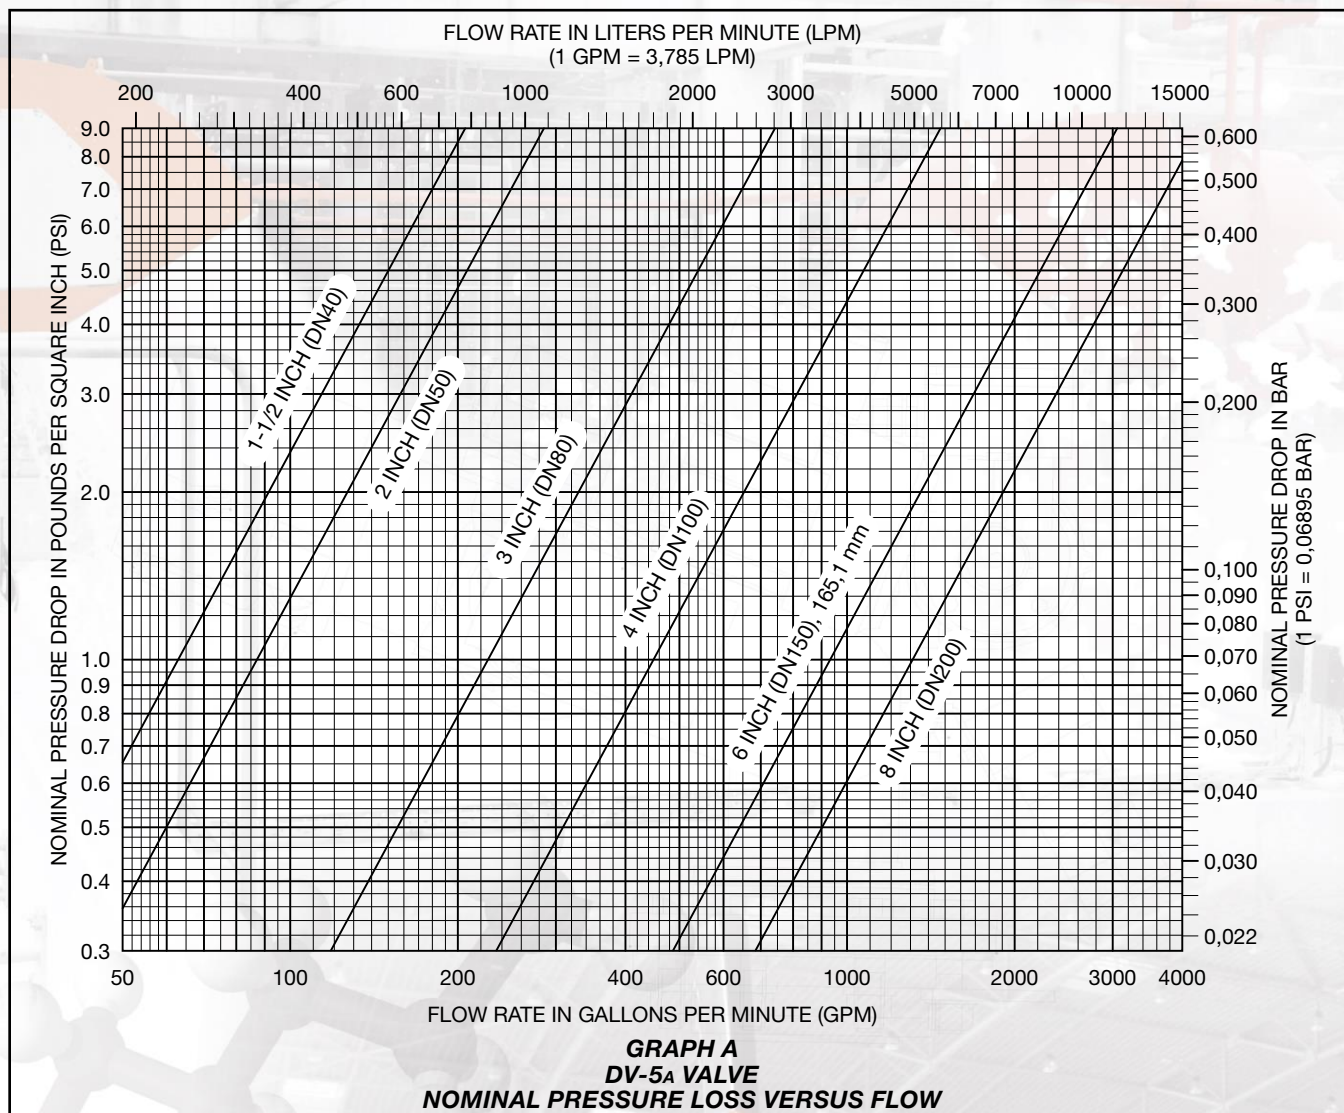 FLOW RATE IN LITERS PER MINUTE (LPM)
(1 GPM = 3,785 LPM)
200 400 600 1000 2000 3000 5000 7000 10000 15000
NOMINAL PRESSURE DROP IN POUNDS PER SQUARE INCH (PSI)
9.0
8.0
7.0
6.0
5.0
4.0
3.0
2.0
1.0
0.9
0.8
0.7
0.6
0.5
0.4
0.3
1-1/2 INCH (DN40)
2 INCH (DN50)
3 INCH (DN80)
4 INCH (DN100)
6 INCH (DN150), 165,1 mm
8 INCH (DN200)
0,600
0,500
0,400
0,300
0,200
0,100
0,090
0,080
0,070
0,060
0,050
0,040
0,030
0,022
NOMINAL PRESSURE DROP IN BAR
(1 PSI = 0,06895 BAR)
50 100 200 400 600 1000 2000 3000 4000
FLOW RATE IN GALLONS PER MINUTE (GPM)
GRAPH A
DV-5A VALVE
NOMINAL PRESSURE LOSS VERSUS FLOW